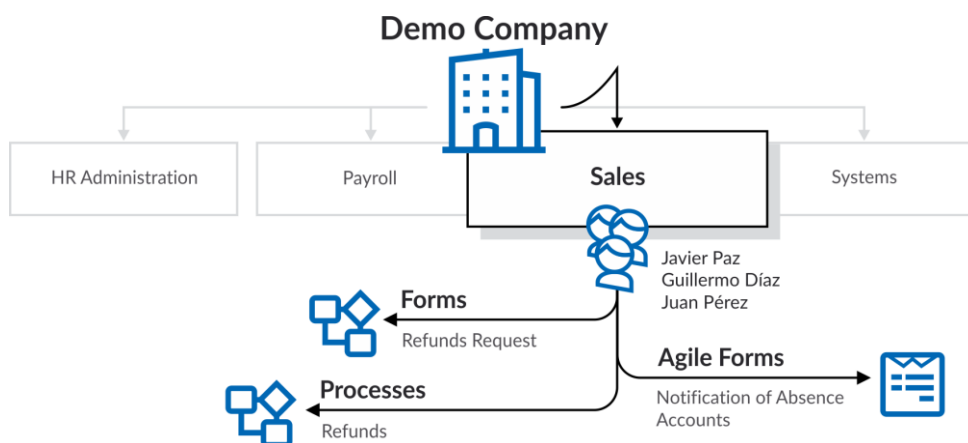 Demo Company
HR Administration
Payroll
Sales
Systems
Javier Paz
Guillermo Díaz
Juan Pérez
Forms
Refunds Request
Agile Forms
Notification of Absence
Accounts
Processes
Refunds